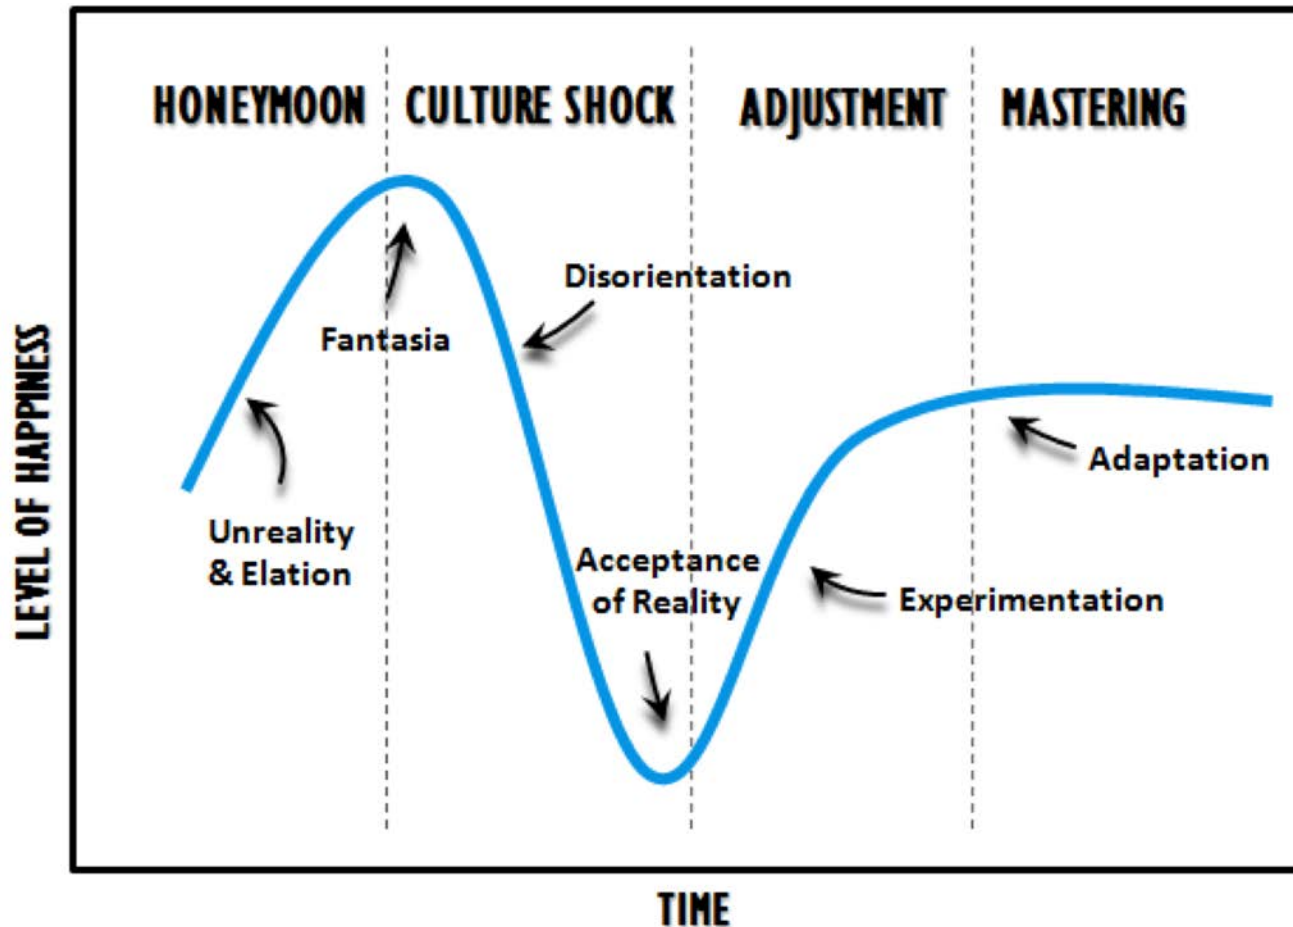 HONEYMOON
CULTURE SHOCK
ADJUSTMENT
MASTERING
Disorientation
Fantasia
Adaptation
Unreality
& Elation
Acceptance
of Reality
Experimentation
LEVEL OF HAPPINESS
TIME